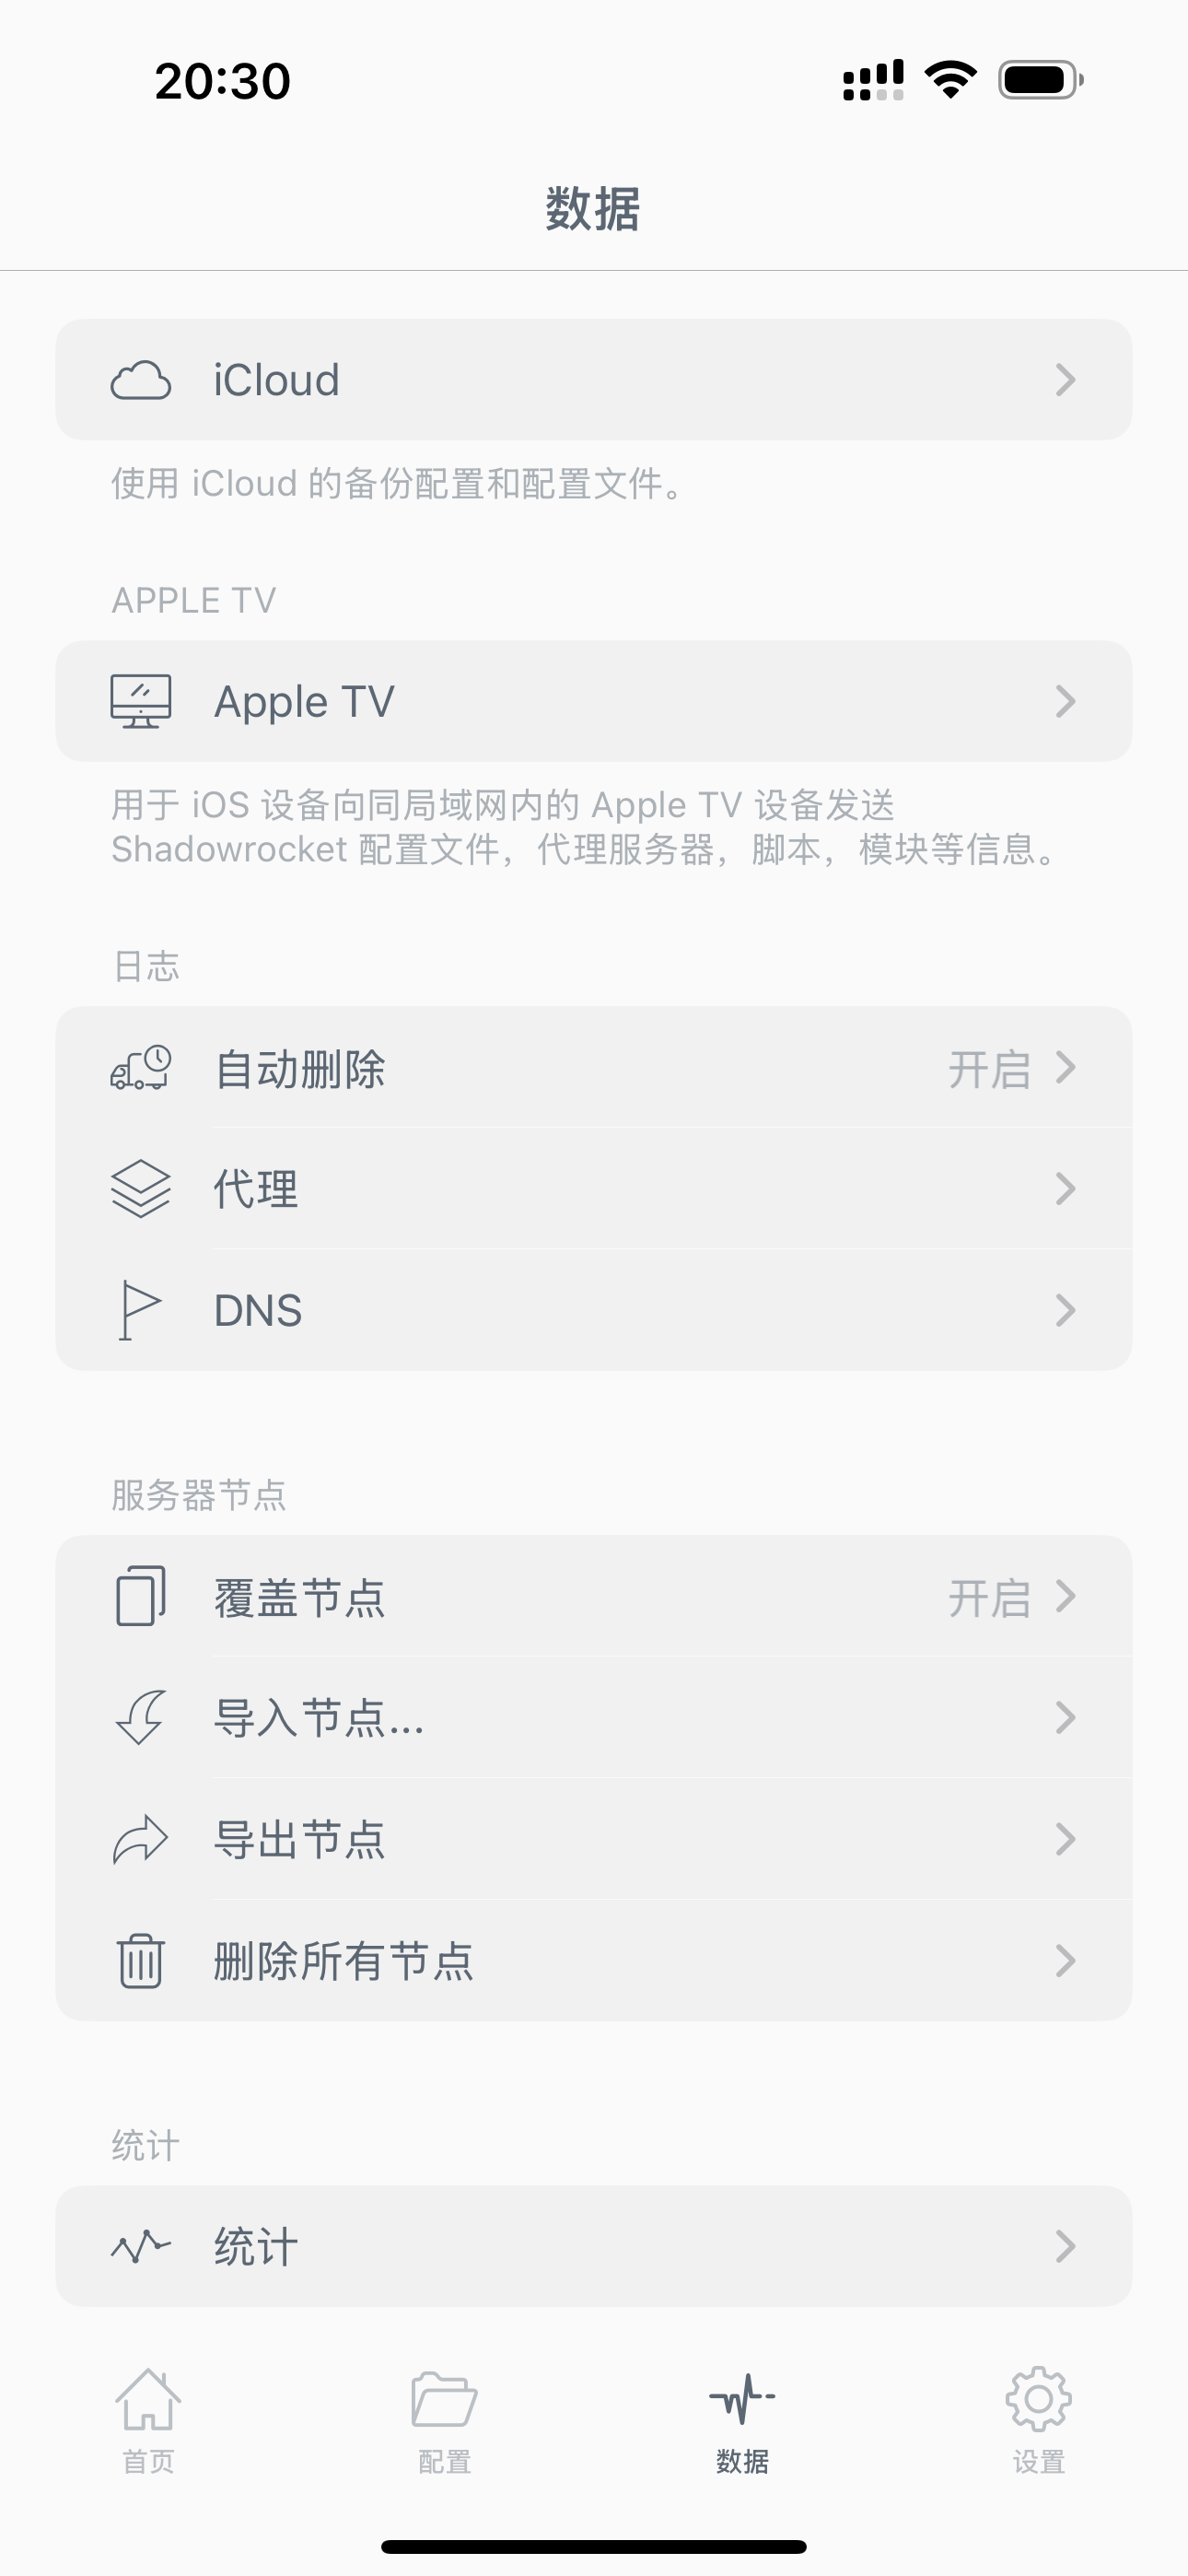 20:30
数据
iCloud
使用 iCloud 的备份配置和配置文件。
APPLE TV
Apple TV
用于 iOS 设备向同局域网内的 Apple TV 设备发送
Shadowrocket 配置文件，代理服务器，脚本，模块等信息。
日志
自动删除 开启
代理
DNS
服务器节点
覆盖节点 开启
导入节点...
导出节点
删除所有节点
统计
统计
首页 配置 数据 设置